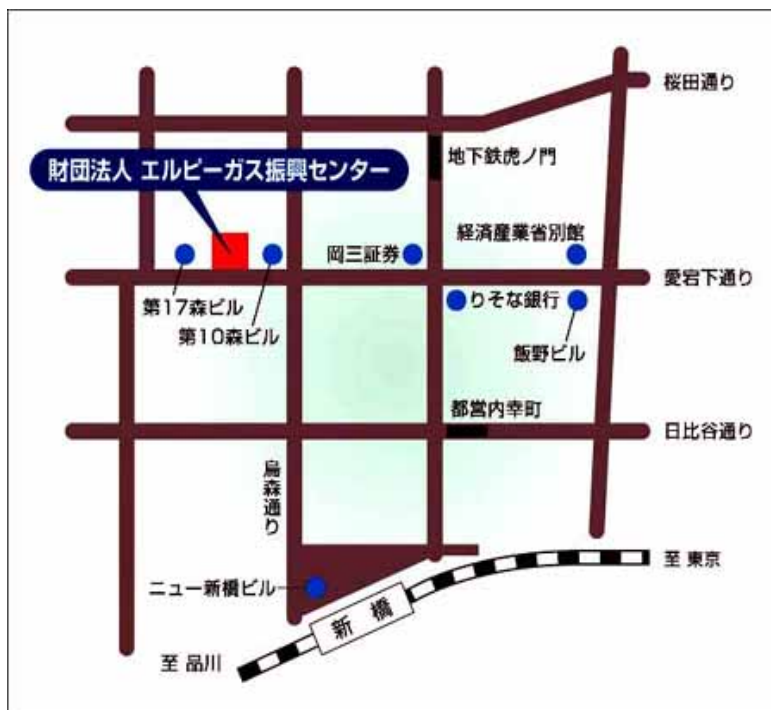 桜田通り
地下鉄虎ノ門
財団法人 エルピーガス振興センター
経済産業省別館
岡三証券
愛宕下通り
りそな銀行
第17森ビル
第10森ビル
飯野ビル
都営内幸町
日比谷通り
烏森通り
至 東京
ニュー新橋ビル
新橋
至 品川